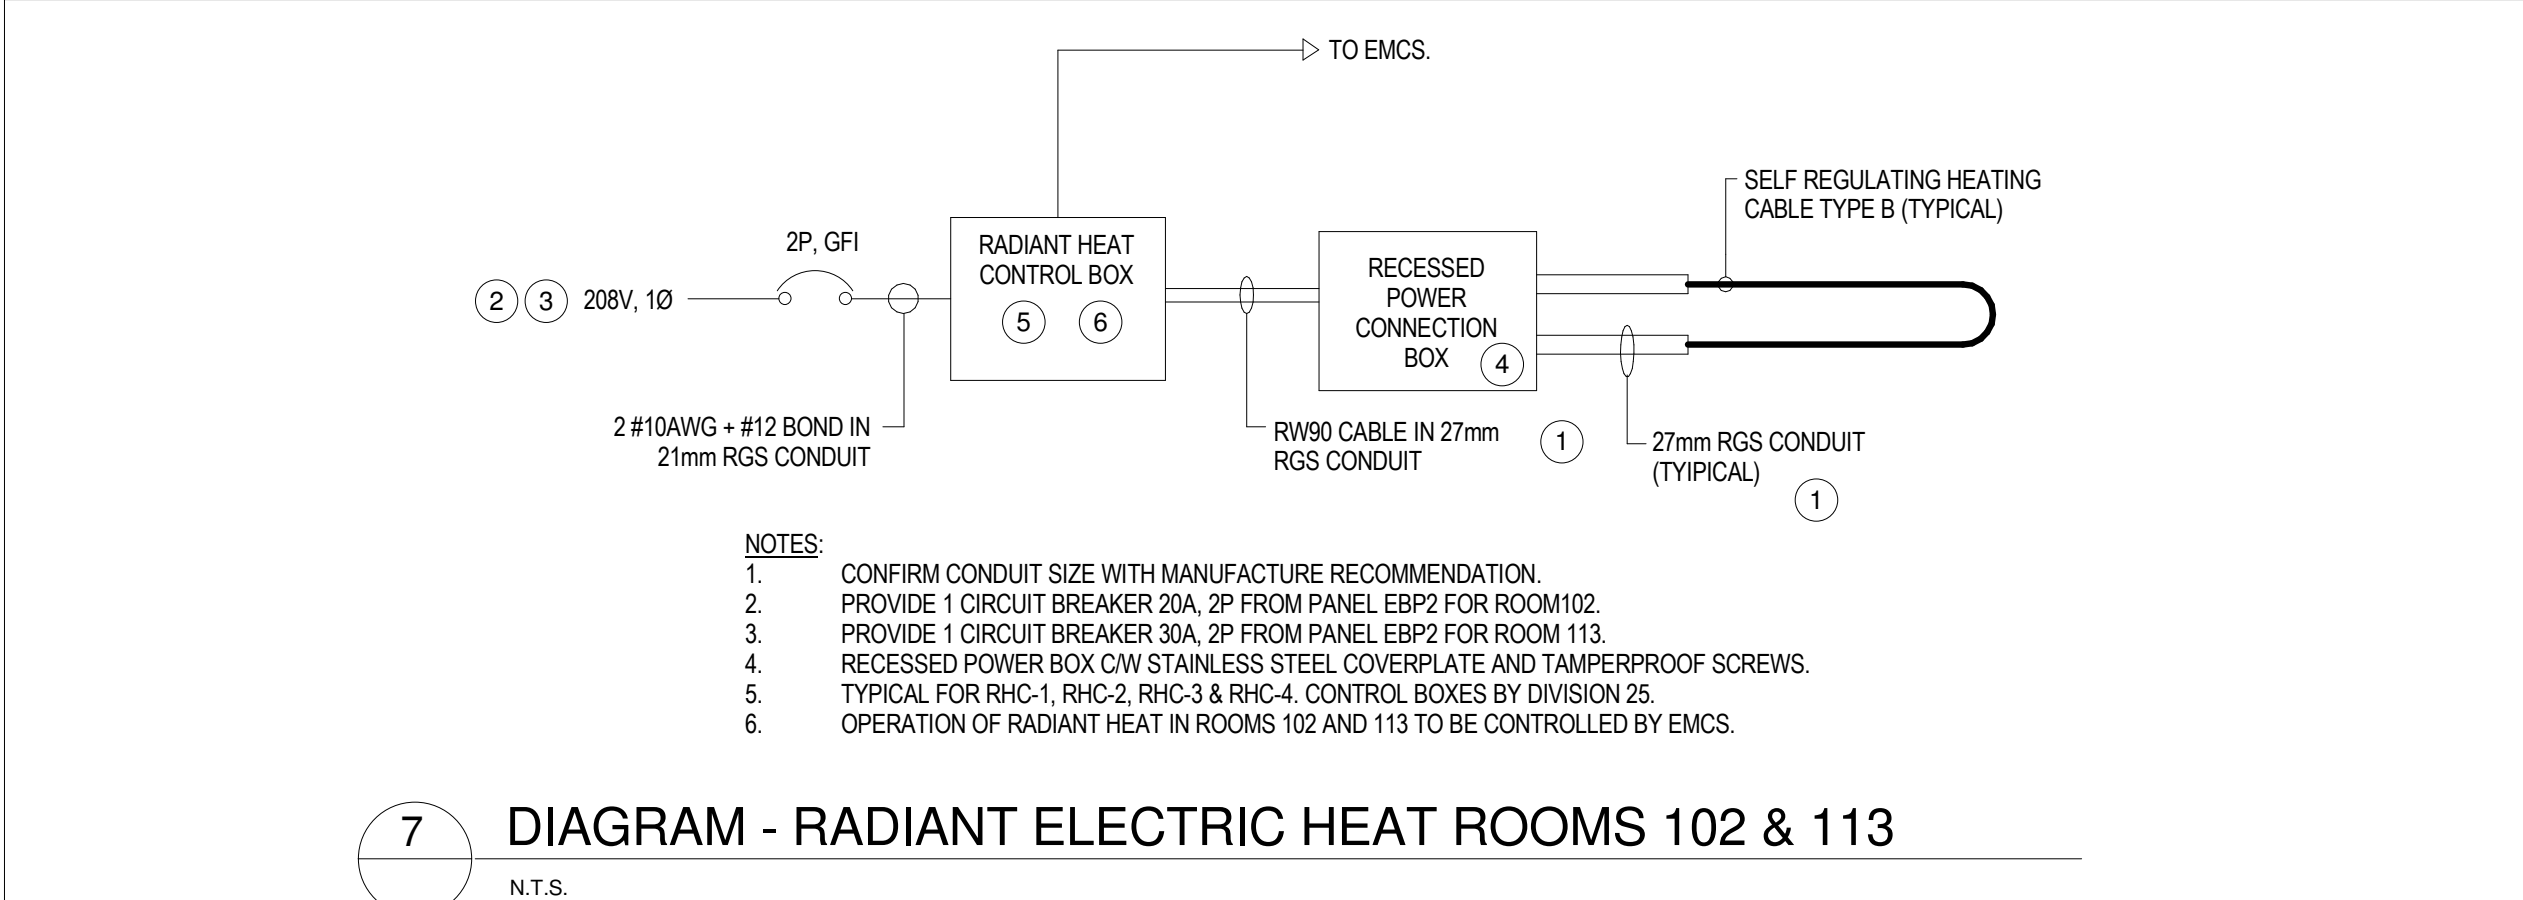 TO EMCS.
SELF REGULATING HEATING
CABLE TYPE B (TYPICAL)
2P, GFI
2 3 208V, 1Ø
RADIANT HEAT
CONTROL BOX
5 6
RECESSED
POWER
CONNECTION
BOX
4
2 #10AWG + #12 BOND IN
21mm RGS CONDUIT
RW90 CABLE IN 27mm
RGS CONDUIT
1
27mm RGS CONDUIT
(TYIPICAL)
1
NOTES:
1. CONFIRM CONDUIT SIZE WITH MANUFACTURE RECOMMENDATION.
2. PROVIDE 1 CIRCUIT BREAKER 20A, 2P FROM PANEL EBP2 FOR ROOM102.
3. PROVIDE 1 CIRCUIT BREAKER 30A, 2P FROM PANEL EBP2 FOR ROOM 113.
4. RECESSED POWER BOX C/W STAINLESS STEEL COVERPLATE AND TAMPERPROOF SCREWS.
5. TYPICAL FOR RHC-1, RHC-2, RHC-3 & RHC-4. CONTROL BOXES BY DIVISION 25.
6. OPERATION OF RADIANT HEAT IN ROOMS 102 AND 113 TO BE CONTROLLED BY EMCS.
7 DIAGRAM - RADIANT ELECTRIC HEAT ROOMS 102 & 113
N.T.S.